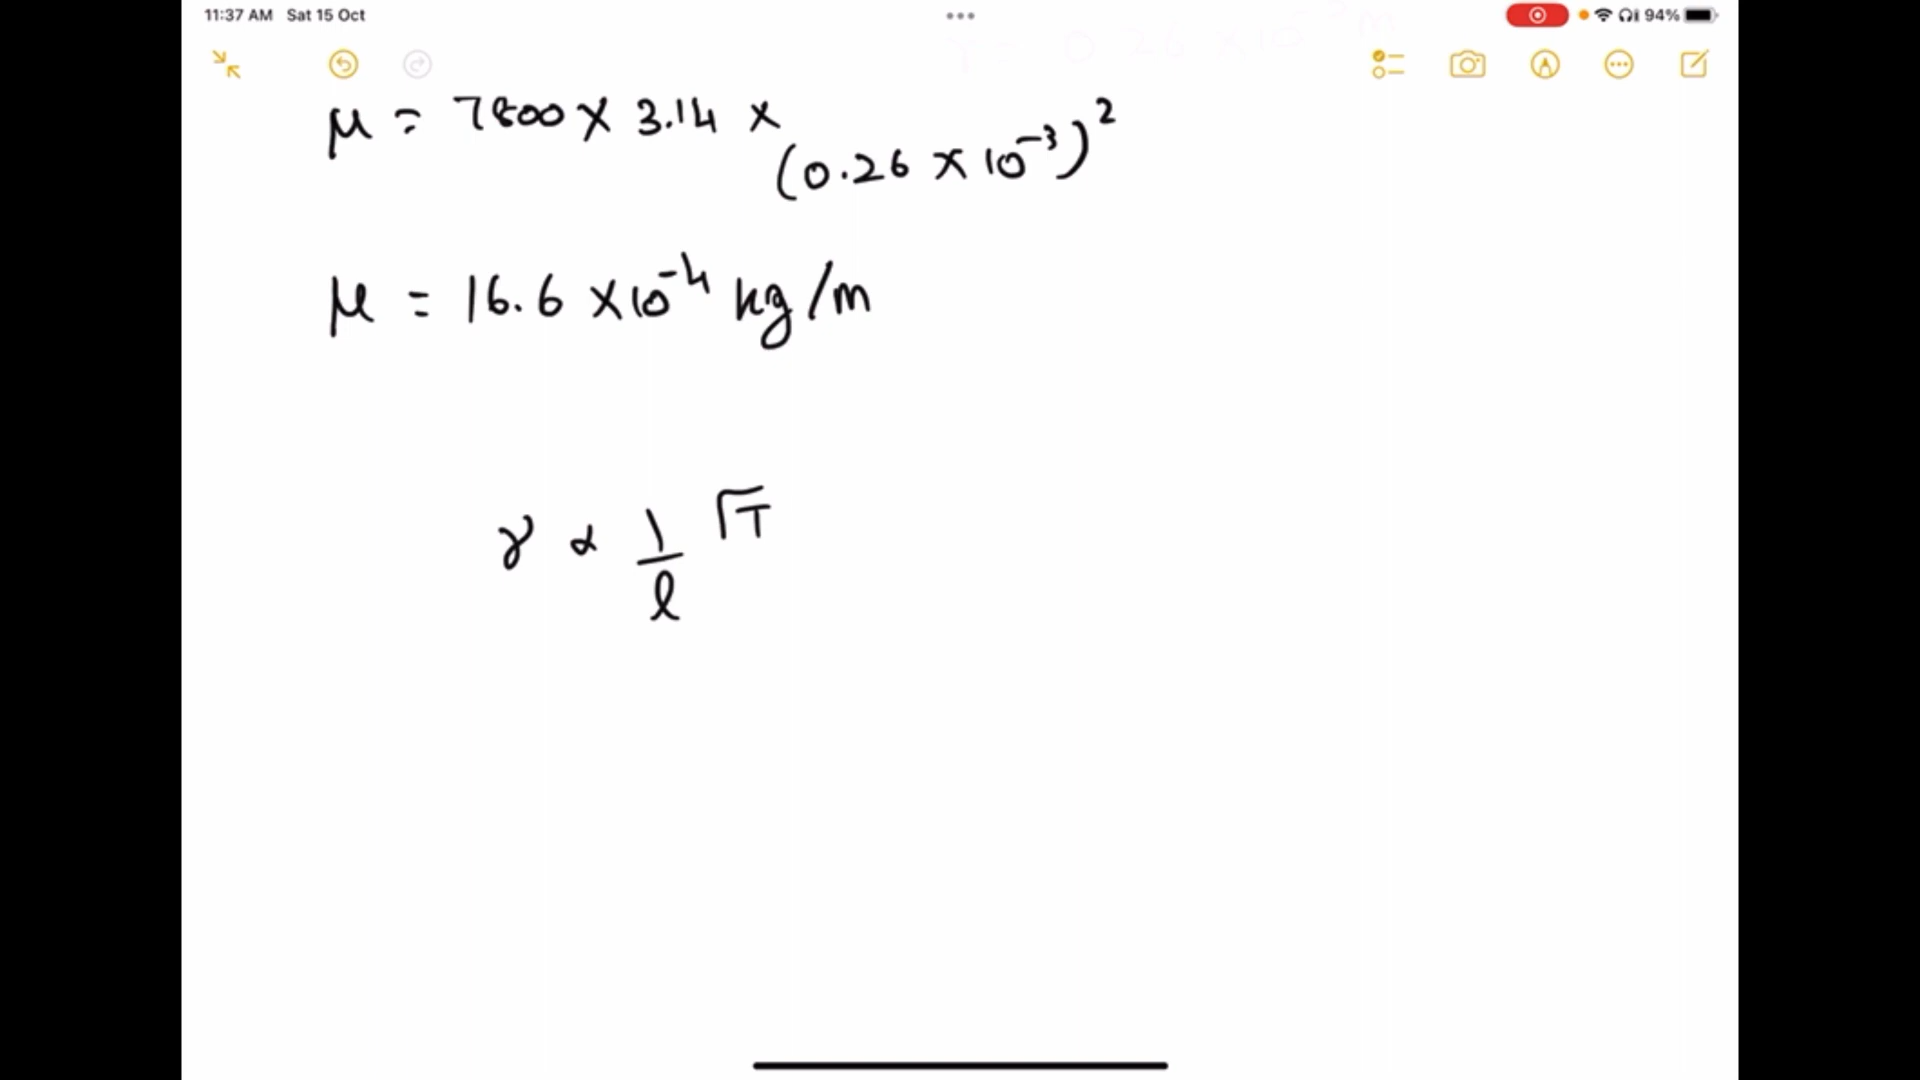 11:37 AM Sat 15 Oct 94%
μ = 7800 × 3.14 × (0.26 × 10⁻³)²
μ = 16.6 × 10⁻⁴ kg/m
γ ∝ 1/l √T